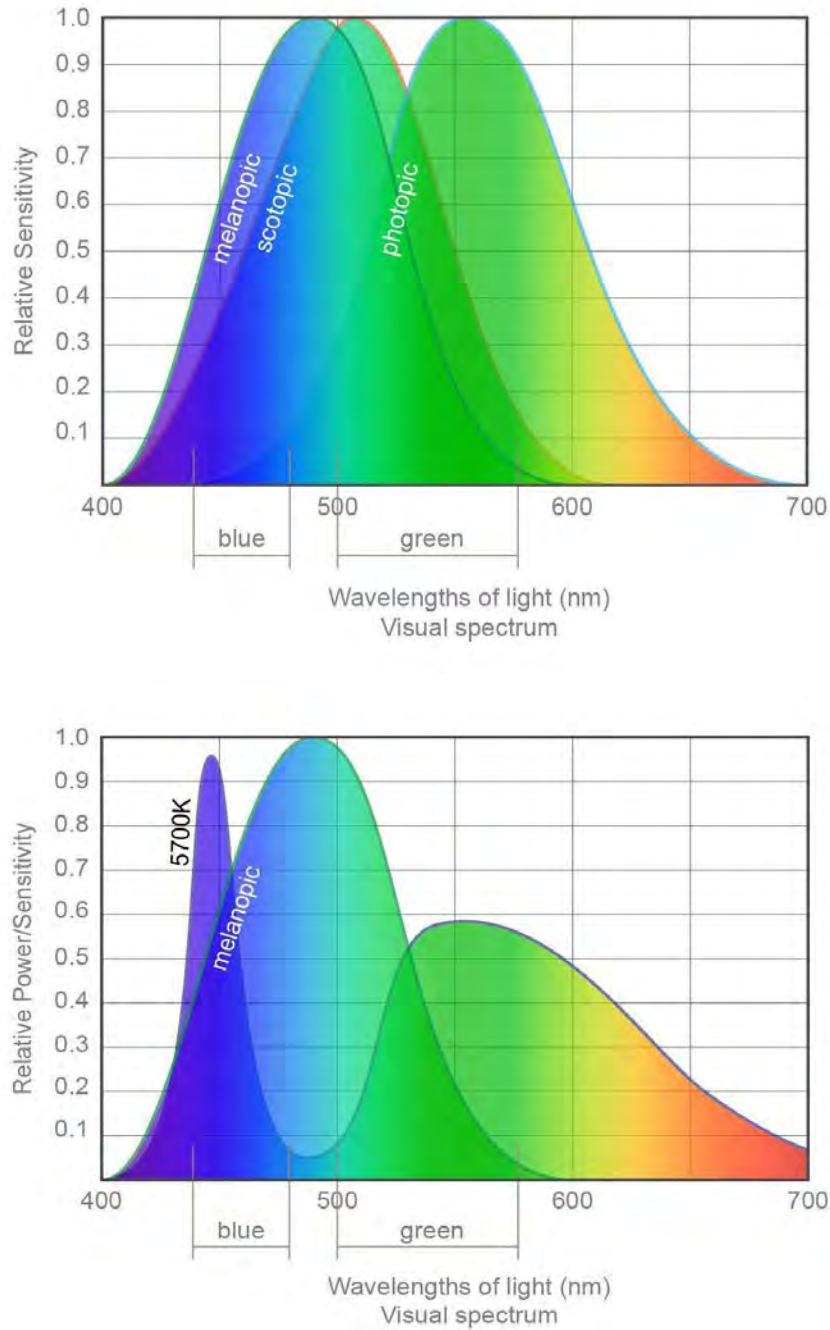 1.0
0.9
0.8
0.7
0.6
0.5
0.4
0.3
0.2
0.1
Relative Sensitivity
melanopic
scotopic
photopic
400 500 600 700
blue green
Wavelengths of light (nm)
Visual spectrum
1.0
0.9
0.8
0.7
0.6
0.5
0.4
0.3
0.2
0.1
Relative Power/Sensitivity
5700K
melanopic
400 500 600 700
blue green
Wavelengths of light (nm)
Visual spectrum